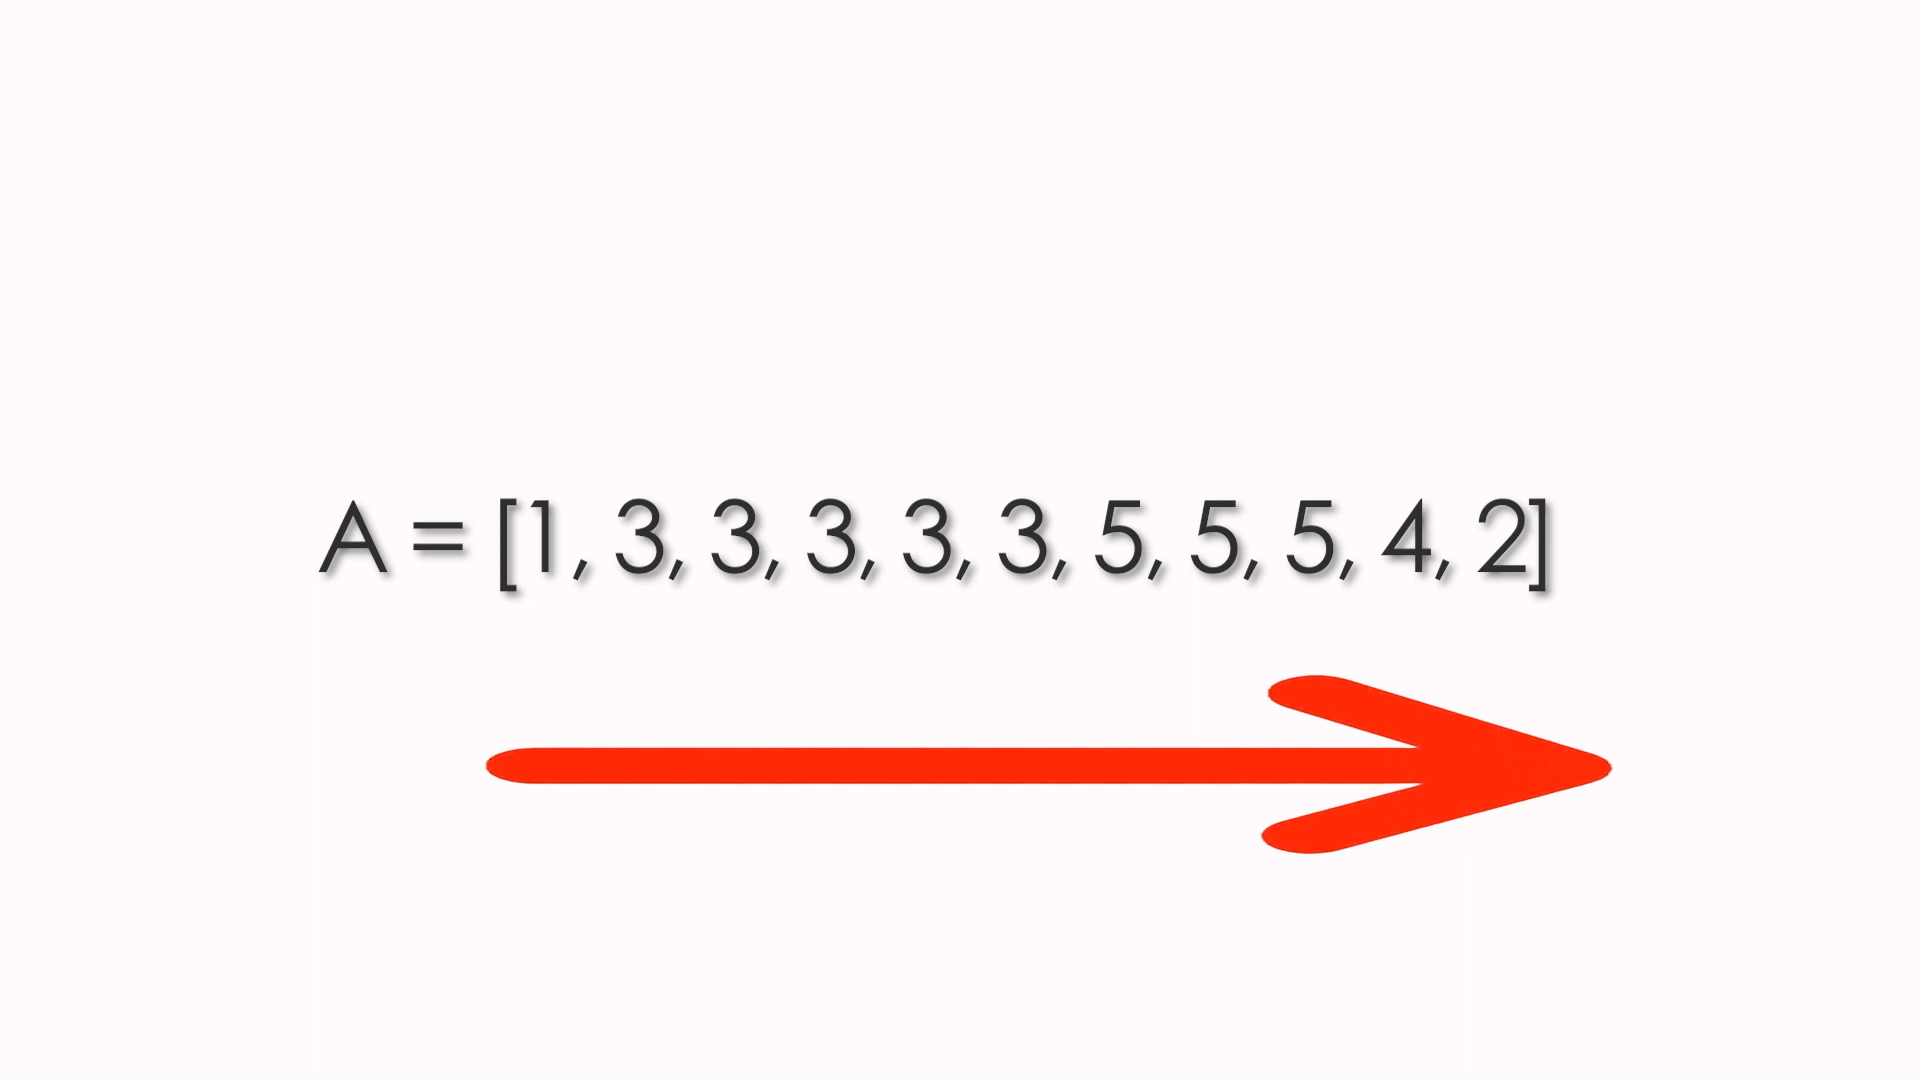 A = [1, 3, 3, 3, 3, 3, 5, 5, 5, 4, 2]